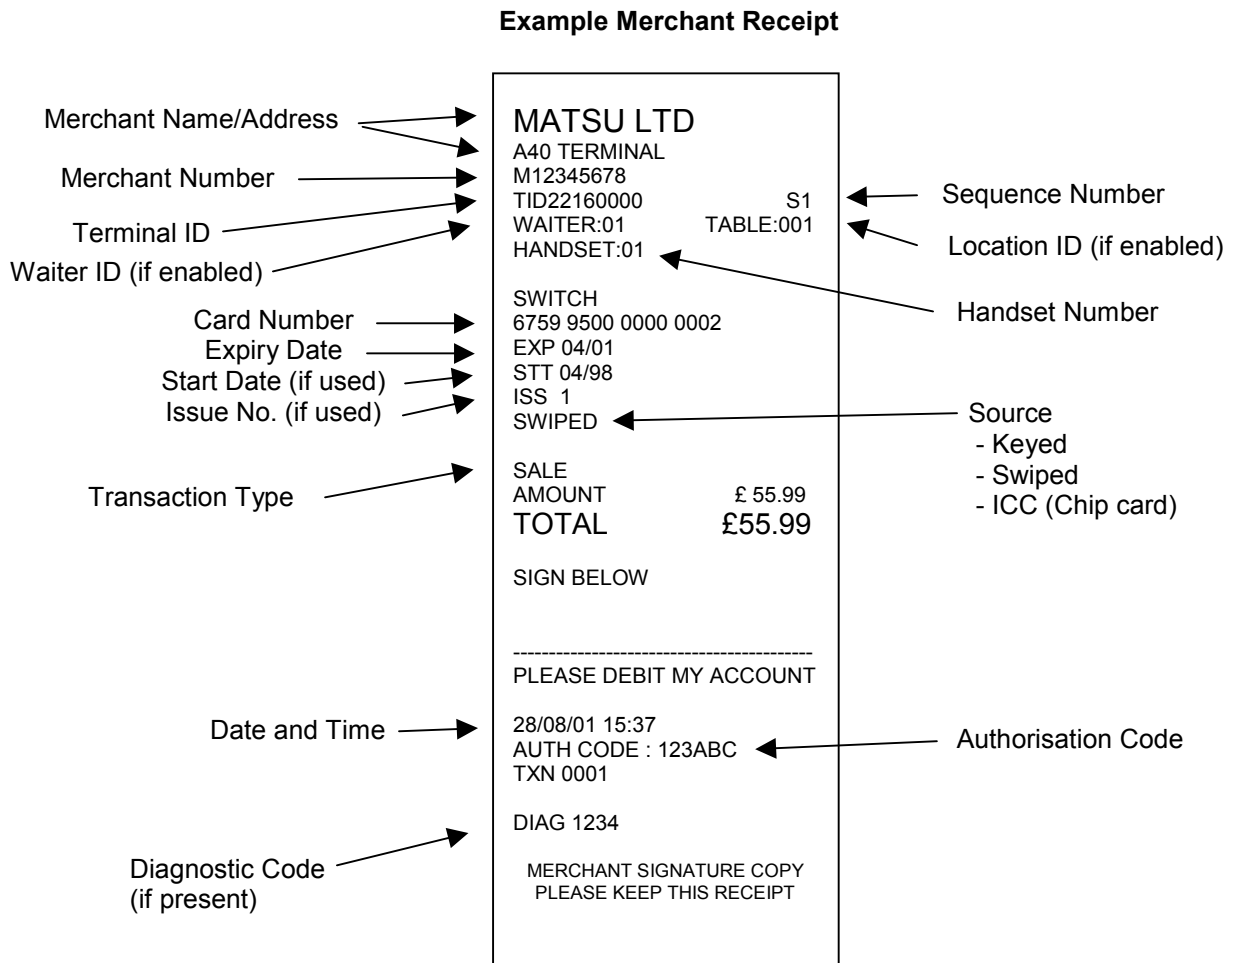 Example Merchant Receipt
Merchant Name/Address
Merchant Number
Terminal ID
Waiter ID (if enabled)
Card Number
Expiry Date
Start Date (if used)
Issue No. (if used)
Transaction Type
Date and Time
Diagnostic Code
(if present)
MATSU LTD
A40 TERMINAL
M12345678
TID22160000 S1
WAITER:01 TABLE:001
HANDSET:01
SWITCH
6759 9500 0000 0002
EXP 04/01
STT 04/98
ISS 1
SWIPED
SALE
AMOUNT £ 55.99
TOTAL £55.99
SIGN BELOW
------------------------------------------
PLEASE DEBIT MY ACCOUNT
28/08/01 15:37
AUTH CODE : 123ABC
TXN 0001
DIAG 1234
MERCHANT SIGNATURE COPY
PLEASE KEEP THIS RECEIPT
Sequence Number
Location ID (if enabled)
Handset Number
Source
- Keyed
- Swiped
- ICC (Chip card)
Authorisation Code